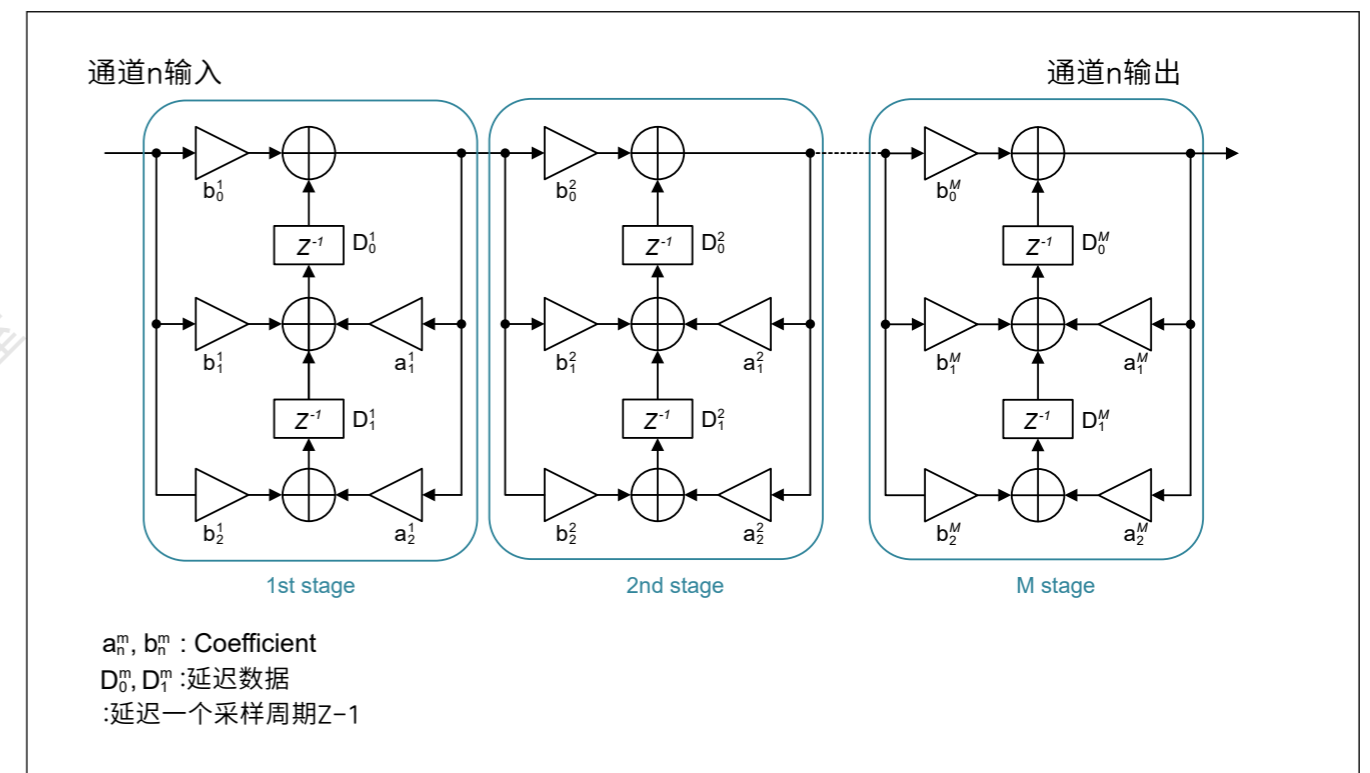 通道n输入
通道n输出
b₀¹
b₀²
b₀ᴹ
Z⁻¹ D₀¹
Z⁻¹ D₀²
Z⁻¹ D₀ᴹ
b₁¹ a₁¹
b₁² a₁²
b₁ᴹ a₁ᴹ
Z⁻¹ D₁¹
Z⁻¹ D₁²
Z⁻¹ D₁ᴹ
b₂¹ a₂¹
b₂² a₂²
b₂ᴹ a₂ᴹ
1st stage
2nd stage
M stage
aₙᵐ, bₙᵐ : Coefficient
D₀ᵐ, D₁ᵐ :延迟数据
:延迟一个采样周期Z-1